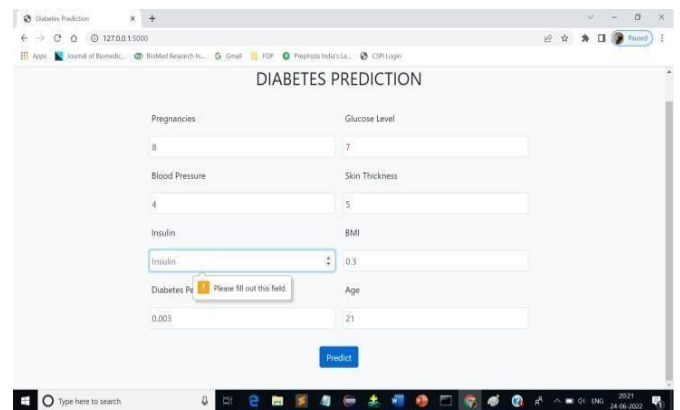 Diabetes Prediction
127.0.0.1:5000
Apps Journal of Biomedic... BioMed Research In... Gmail FDP PrepInsta India's La... Login
Paused
DIABETES PREDICTION
Pregnancies Glucose Level
8 7
Blood Pressure Skin Thickness
4 5
Insulin BMI
Insulin 0.3
Please fill out this field.
Diabetes Pe Age
0.003 21
Predict
Type here to search
ENG
2021
24-06-2022